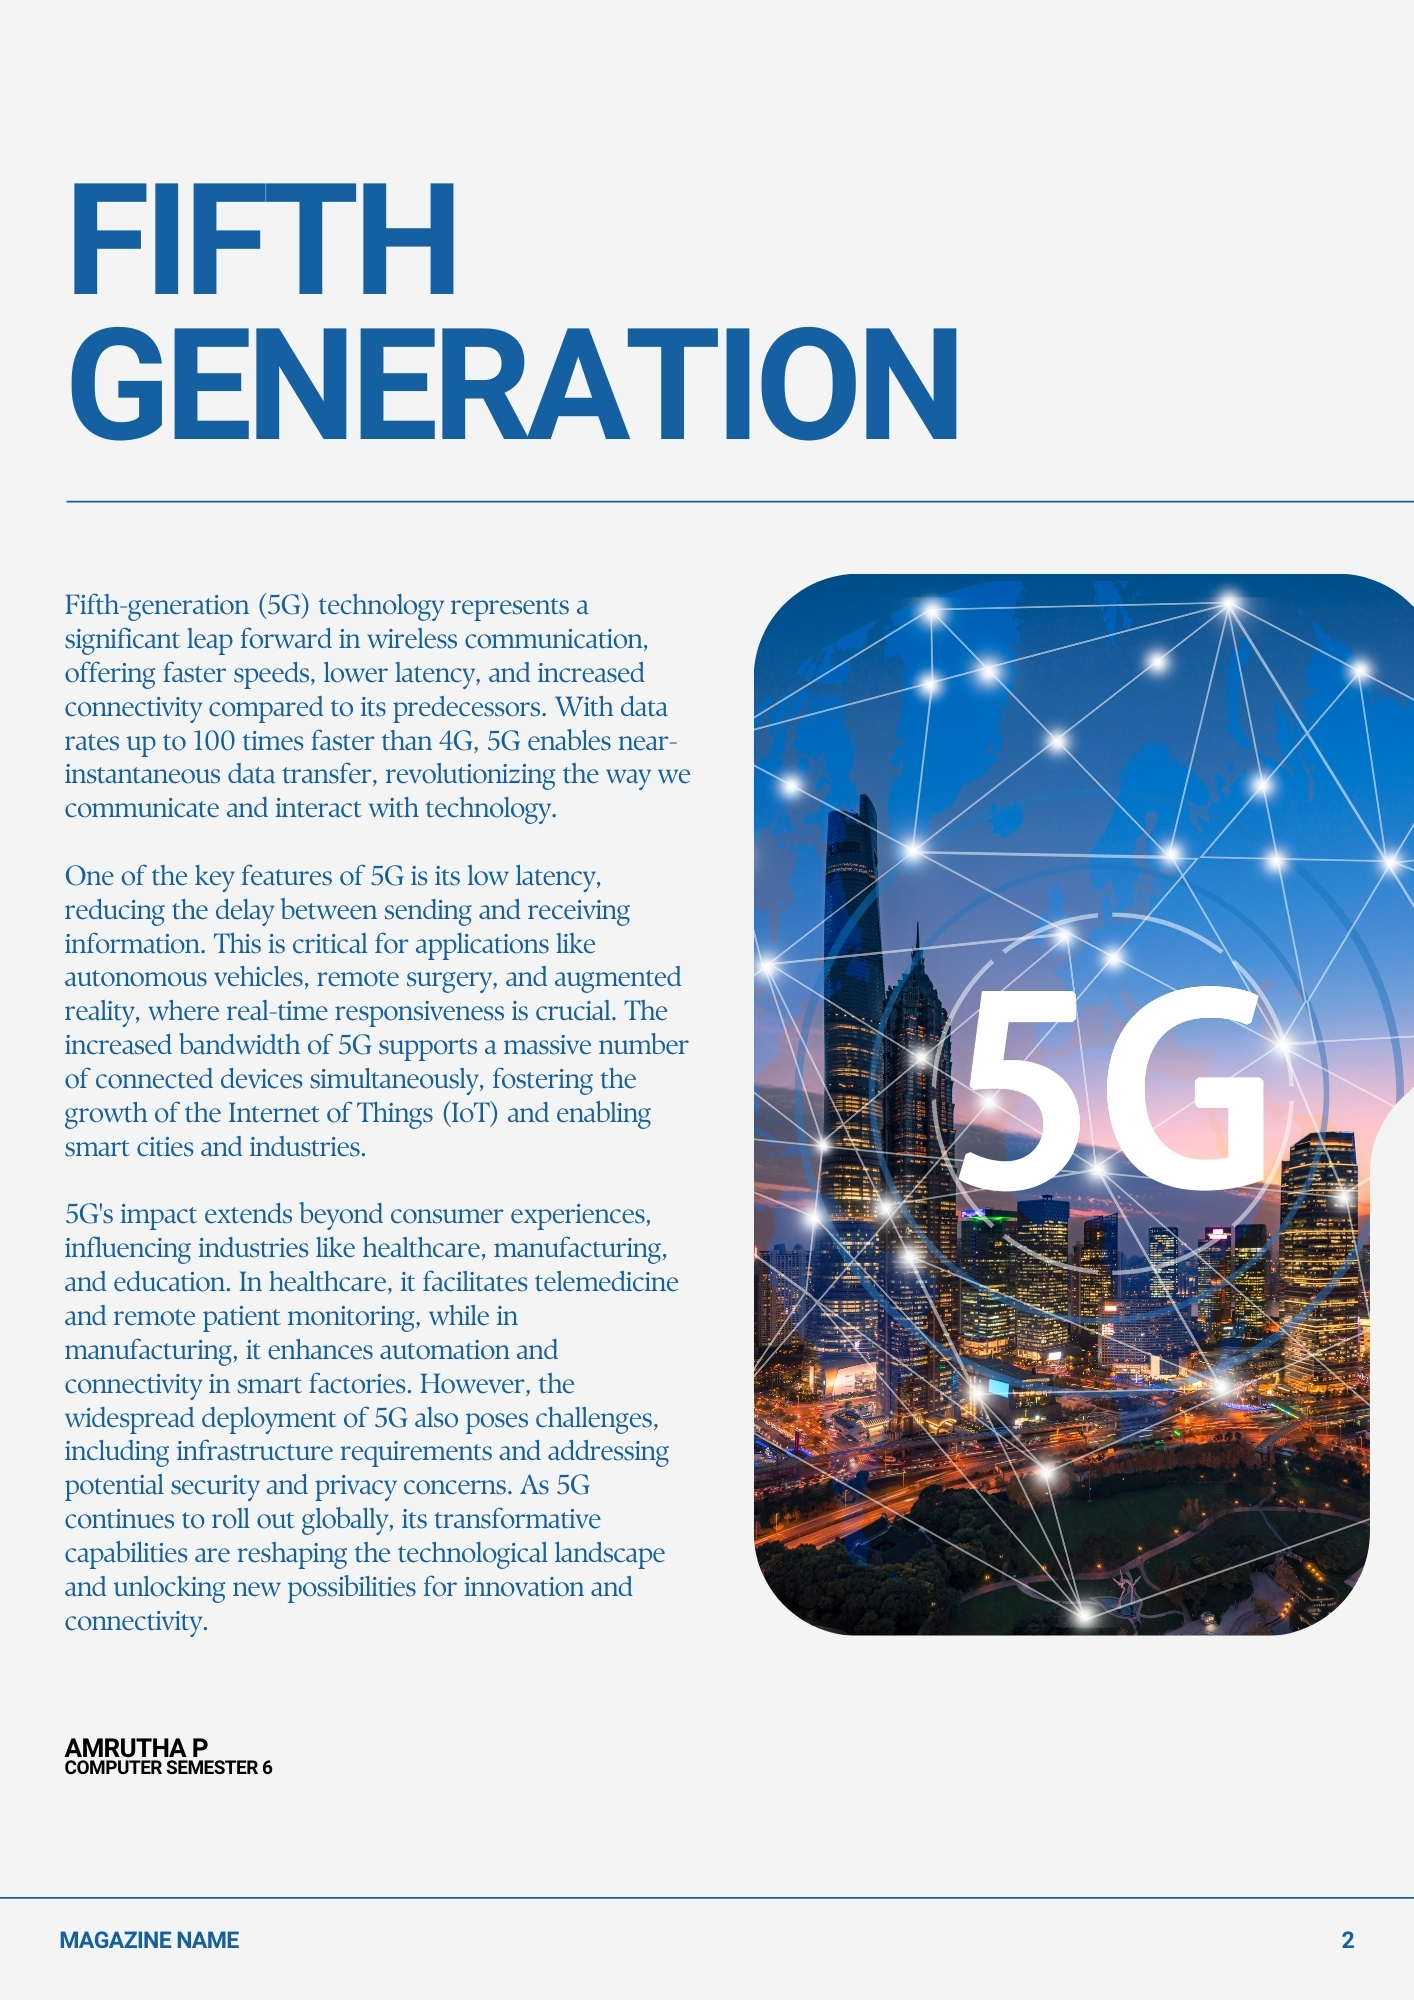 FIFTH
GENERATION
Fifth-generation (5G) technology represents a
significant leap forward in wireless communication,
offering faster speeds, lower latency, and increased
connectivity compared to its predecessors. With data
rates up to 100 times faster than 4G, 5G enables near-
instantaneous data transfer, revolutionizing the way we
communicate and interact with technology.
One of the key features of 5G is its low latency,
reducing the delay between sending and receiving
information. This is critical for applications like
autonomous vehicles, remote surgery, and augmented
reality, where real-time responsiveness is crucial. The
increased bandwidth of 5G supports a massive number
of connected devices simultaneously, fostering the
growth of the Internet of Things (IoT) and enabling
smart cities and industries.
5G's impact extends beyond consumer experiences,
influencing industries like healthcare, manufacturing,
and education. In healthcare, it facilitates telemedicine
and remote patient monitoring, while in
manufacturing, it enhances automation and
connectivity in smart factories. However, the
widespread deployment of 5G also poses challenges,
including infrastructure requirements and addressing
potential security and privacy concerns. As 5G
continues to roll out globally, its transformative
capabilities are reshaping the technological landscape
and unlocking new possibilities for innovation and
connectivity.
5G
AMRUTHA P
COMPUTER SEMESTER 6
MAGAZINE NAME
2